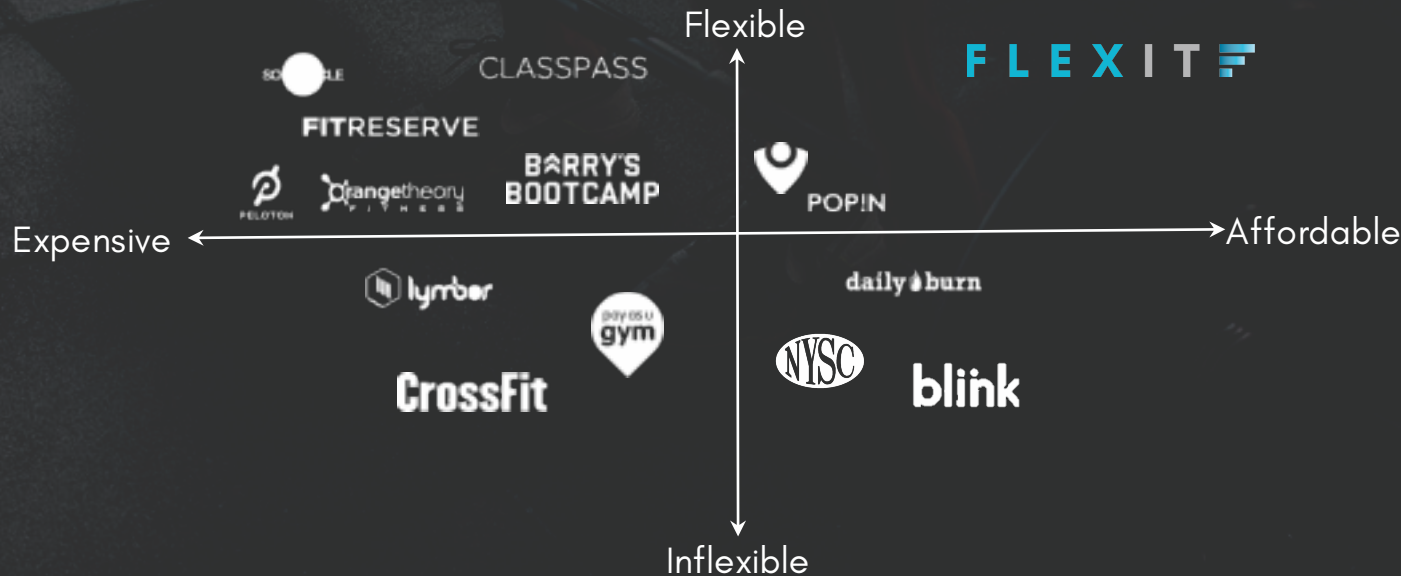 Flexible
FLEXIT
CLASSPASS
FITRESERVE
BARRY'S
BOOTCAMP
PELOTON
orangetheory
FITNESS
POP!N
Expensive
Affordable
lymber
daily burn
pay as u
gym
NYSC
CrossFit
blink
Inflexible